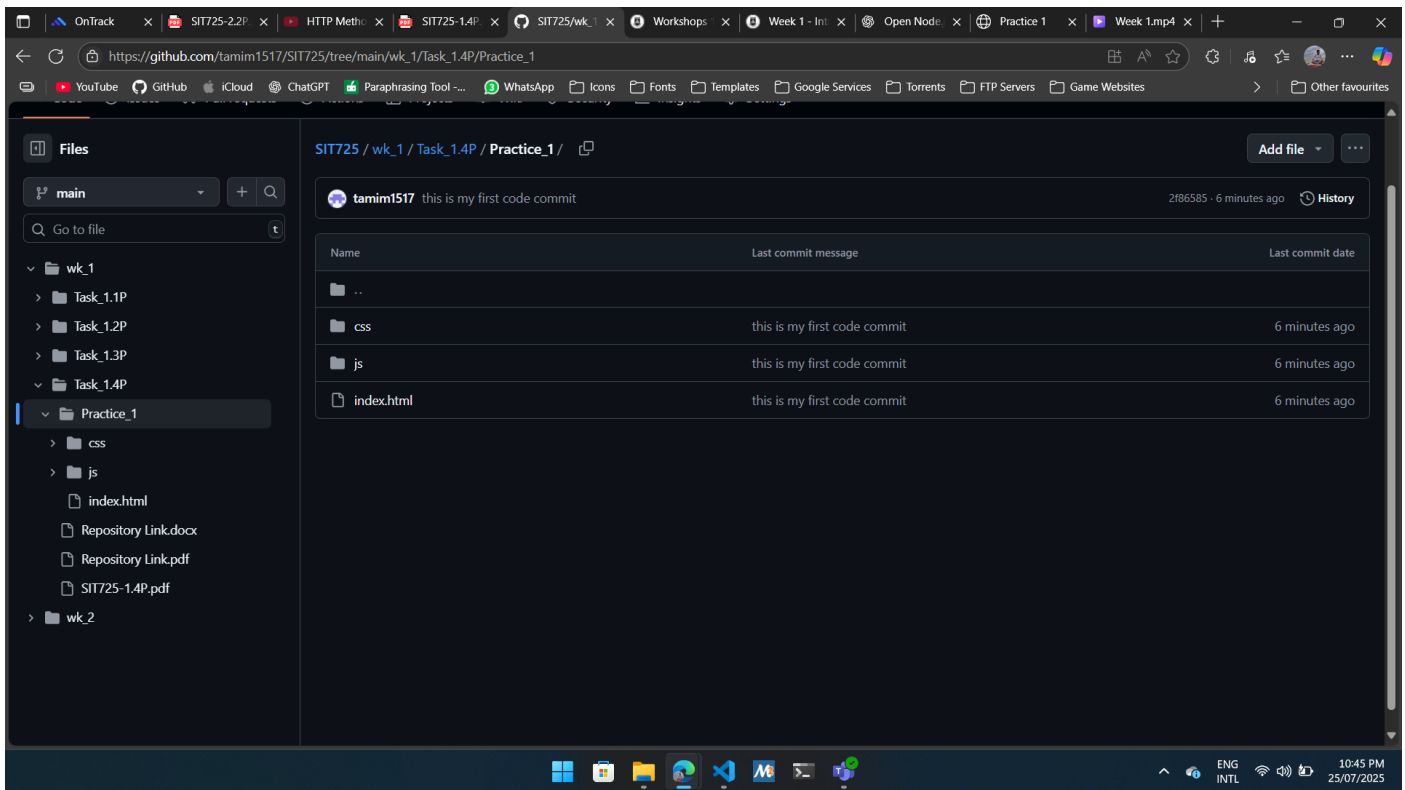 OnTrack SIT725-2.2P. HTTP Metho SIT725-1.4P. SIT725/wk_1 Workshops Week 1 - Int Open Node. Practice 1 Week 1.mp4
https://github.com/tamim1517/SIT725/tree/main/wk_1/Task_1.4P/Practice_1
YouTube GitHub iCloud ChatGPT Paraphrasing Tool -... WhatsApp Icons Fonts Templates Google Services Torrents FTP Servers Game Websites Other favourites
Files
SIT725 / wk_1 / Task_1.4P / Practice_1 /
Add file
main
tamim1517 this is my first code commit
2f86585 · 6 minutes ago History
Go to file t
Name Last commit message Last commit date
wk_1
..
Task_1.1P
Task_1.2P
css this is my first code commit 6 minutes ago
Task_1.3P
js this is my first code commit 6 minutes ago
Task_1.4P
index.html this is my first code commit 6 minutes ago
Practice_1
css
js
index.html
Repository Link.docx
Repository Link.pdf
SIT725-1.4P.pdf
wk_2
ENG
INTL
10:45 PM
25/07/2025